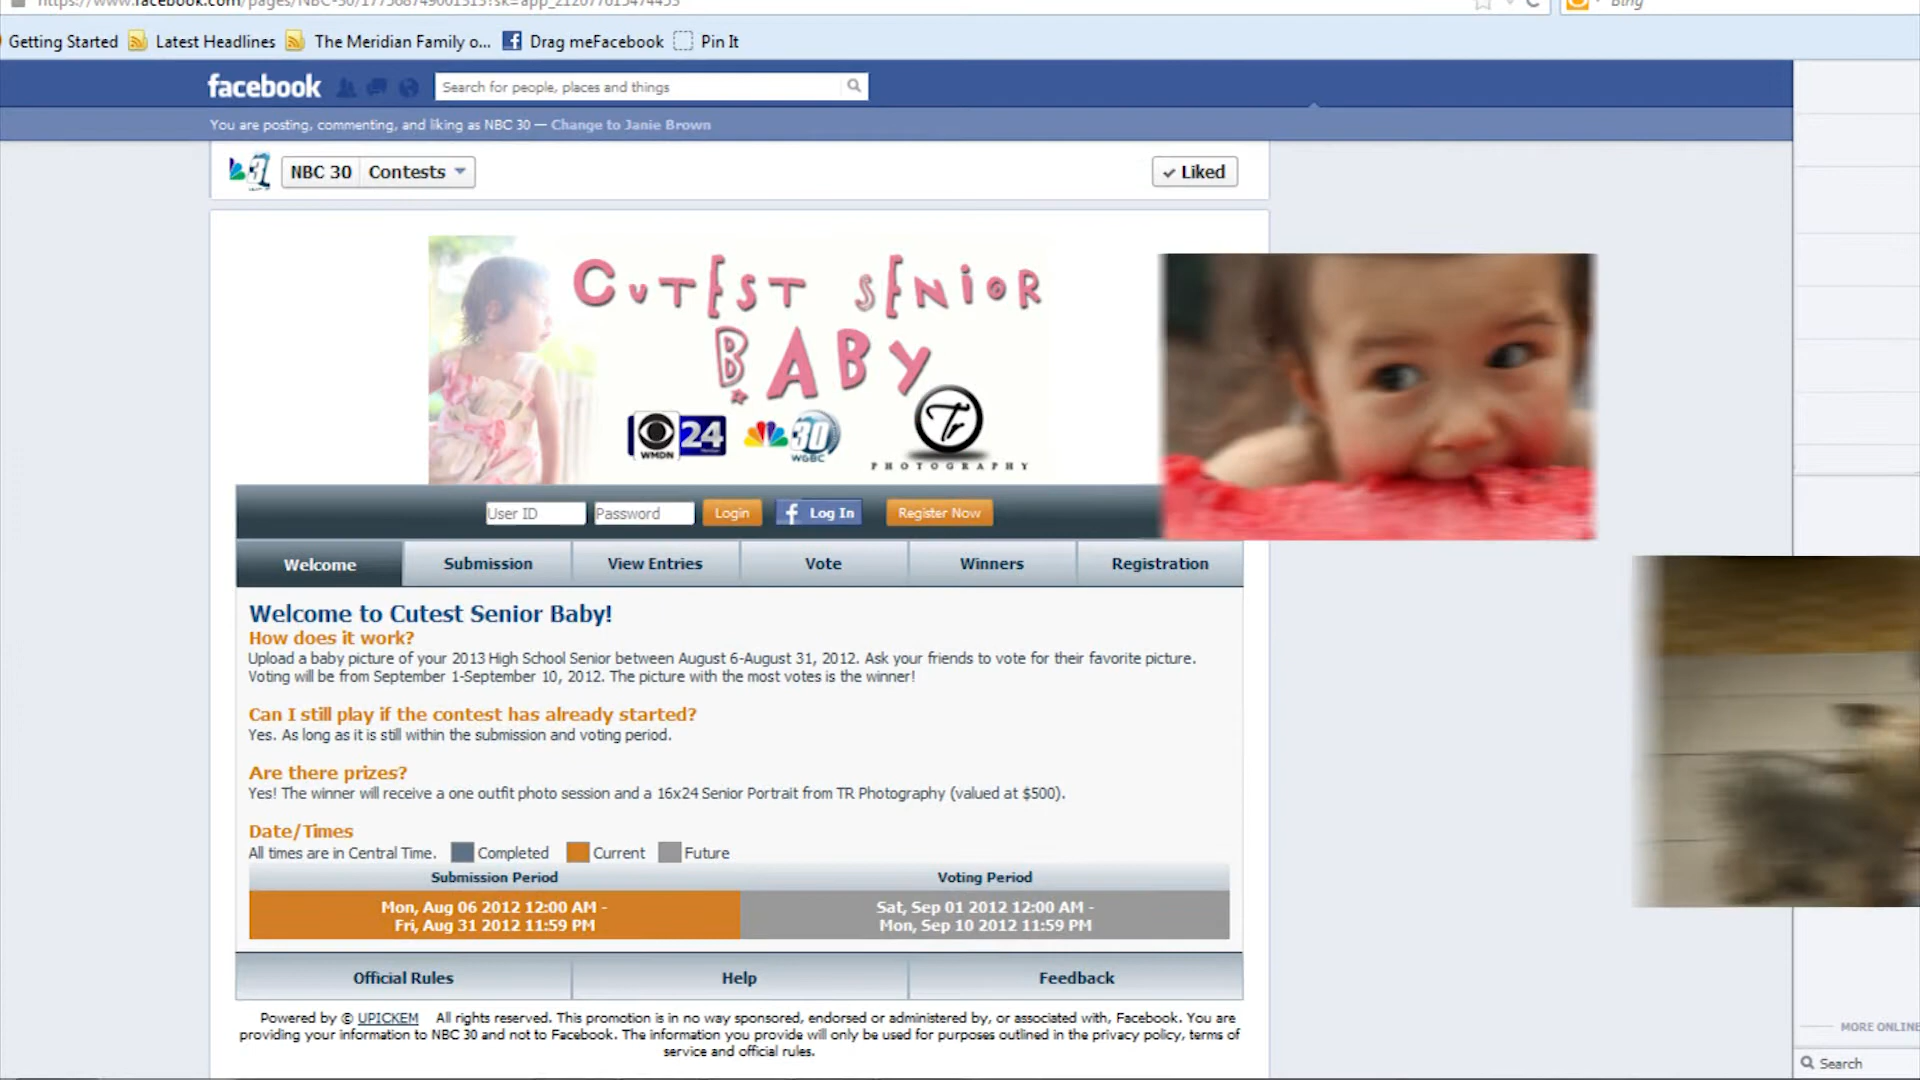 Getting Started Latest Headlines The Meridian Family o... Drag meFacebook Pin It
facebook Search for people, places and things
You are posting, commenting, and liking as NBC 30 — Change to Janie Brown
NBC 30 Contests Liked
CUTEST SENIOR
BABY
24 30 Tr
WMDN WGBC
PHOTOGRAPHY
User ID Password Login f Log In Register Now
Welcome Submission View Entries Vote Winners Registration
Welcome to Cutest Senior Baby!
How does it work?
Upload a baby picture of your 2013 High School Senior between August 6-August 31, 2012. Ask your friends to vote for their favorite picture.
Voting will be from September 1-September 10, 2012. The picture with the most votes is the winner!
Can I still play if the contest has already started?
Yes. As long as it is still within the submission and voting period.
Are there prizes?
Yes! The winner will receive a one outfit photo session and a 16x24 Senior Portrait from TR Photography (valued at $500).
Date/Times
All times are in Central Time. Completed Current Future
Submission Period Voting Period
Mon, Aug 06 2012 12:00 AM - Sat, Sep 01 2012 12:00 AM -
Fri, Aug 31 2012 11:59 PM Mon, Sep 10 2012 11:59 PM
Official Rules Help Feedback
Powered by © UPICKEM All rights reserved. This promotion is in no way sponsored, endorsed or administered by, or associated with, Facebook. You are
providing your information to NBC 30 and not to Facebook. The information you provide will only be used for purposes outlined in the privacy policy, terms of
service and official rules.
MORE ONLINE
Search